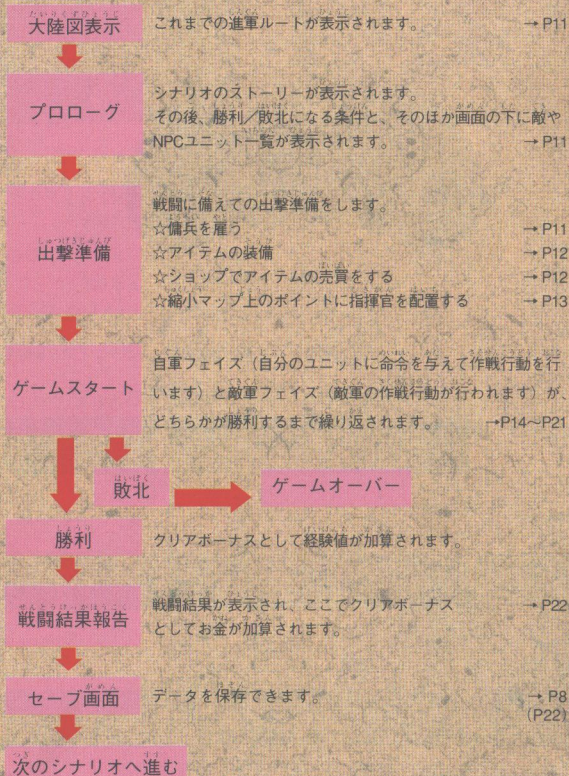 大陸図表示
これまでの進軍ルートが表示されます。 →P11
プロローグ
シナリオのストーリーが表示されます。
その後、勝利／敗北になる条件と、そのほか画面の下に敵や
NPCユニット一覧が表示されます。 →P11
出撃準備
戦闘に備えての出撃準備をします。
☆傭兵を雇う →P11
☆アイテムの装備 →P12
☆ショップでアイテムの売買をする →P12
☆縮小マップ上のポイントに指揮官を配置する →P13
ゲームスタート
自軍フェイズ（自分のユニットに命令を与えて作戦行動を行
います）と敵軍フェイズ（敵軍の作戦行動が行われます）が、
どちらかが勝利するまで繰り返されます。 →P14～P21
敗北
ゲームオーバー
勝利
クリアボーナスとして経験値が加算されます。
戦闘結果報告
戦闘結果が表示され、ここでクリアボーナス →P22
としてお金が加算されます。
セーブ画面
データを保存できます。 →P8
(P22)
次のシナリオへ進む